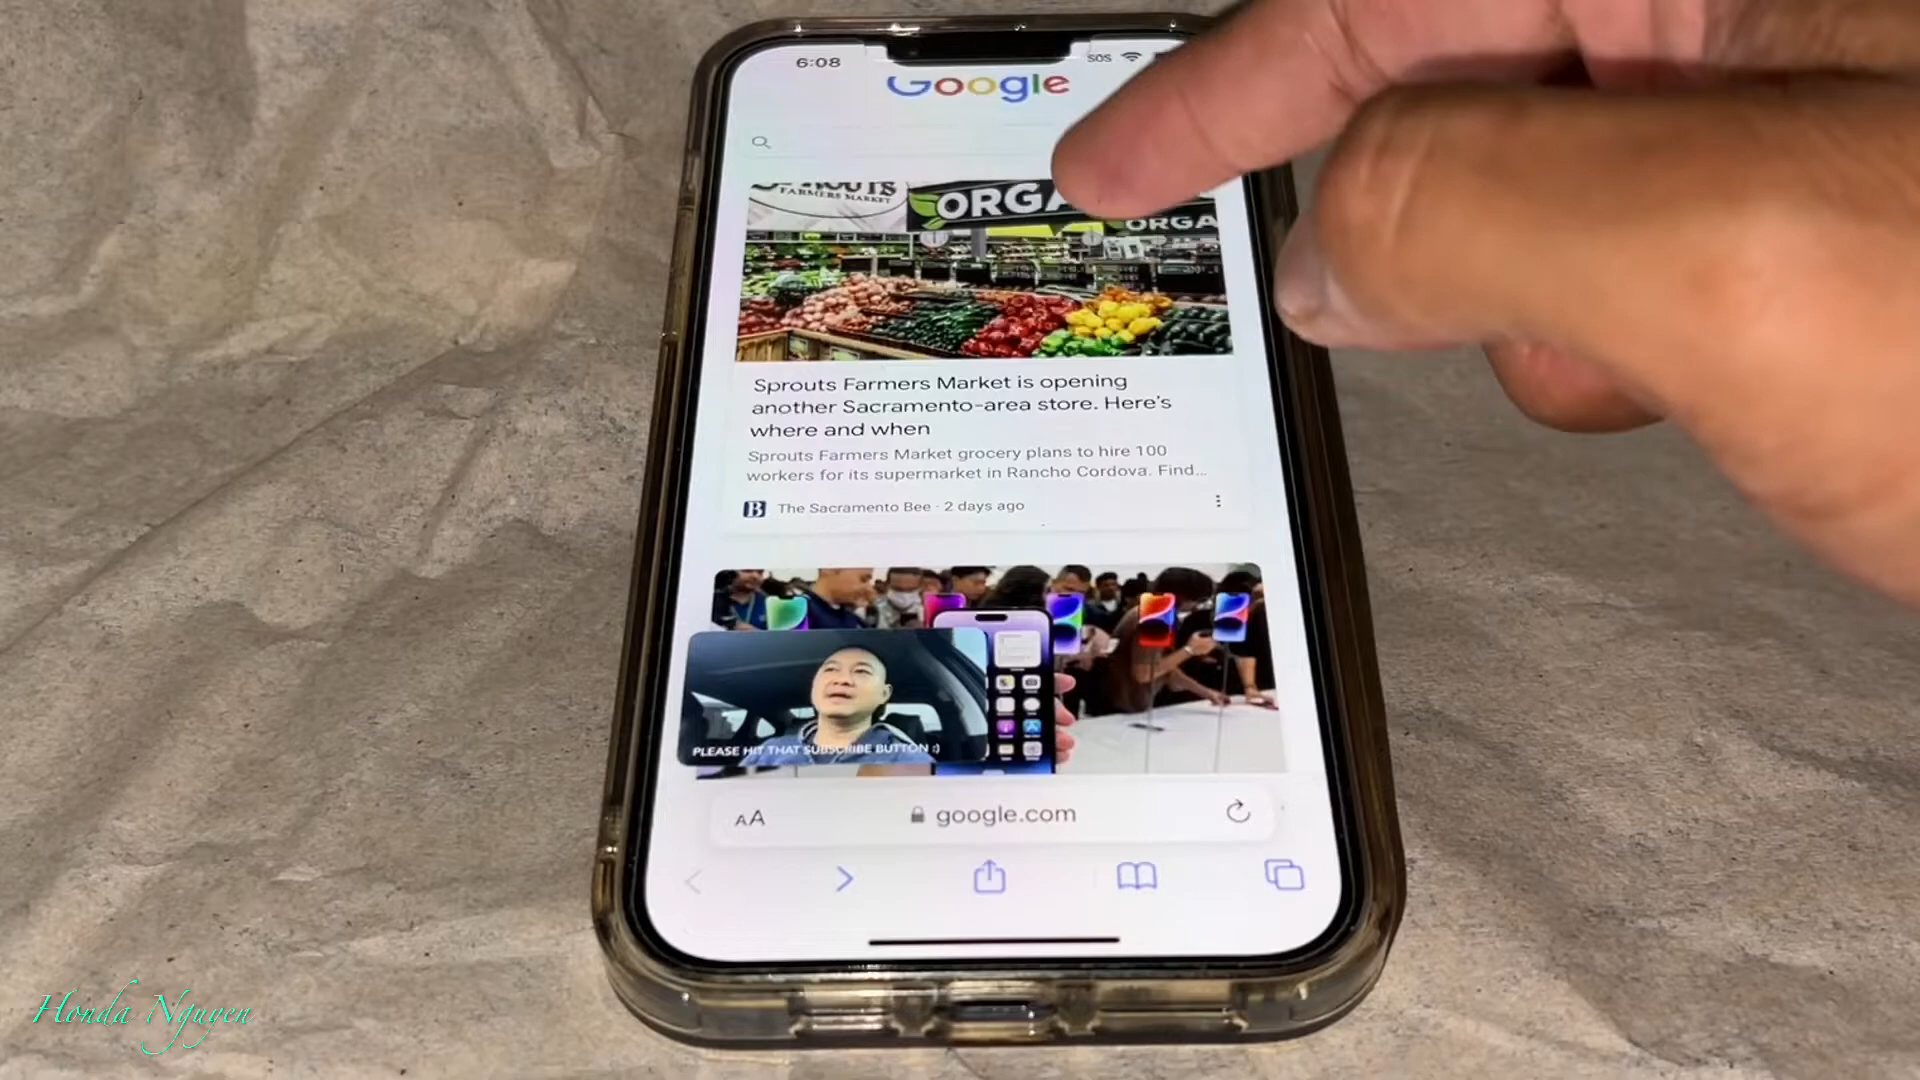 6:08
SOS
Google
SPROUTS
FARMERS MARKET
ORGA
ORGA
Sprouts Farmers Market is opening
another Sacramento-area store. Here's
where and when
Sprouts Farmers Market grocery plans to hire 100
workers for its supermarket in Rancho Cordova. Find...
B The Sacramento Bee · 2 days ago
PLEASE HIT THAT SUBSCRIBE BUTTON :)
AA google.com
Honda Nguyen